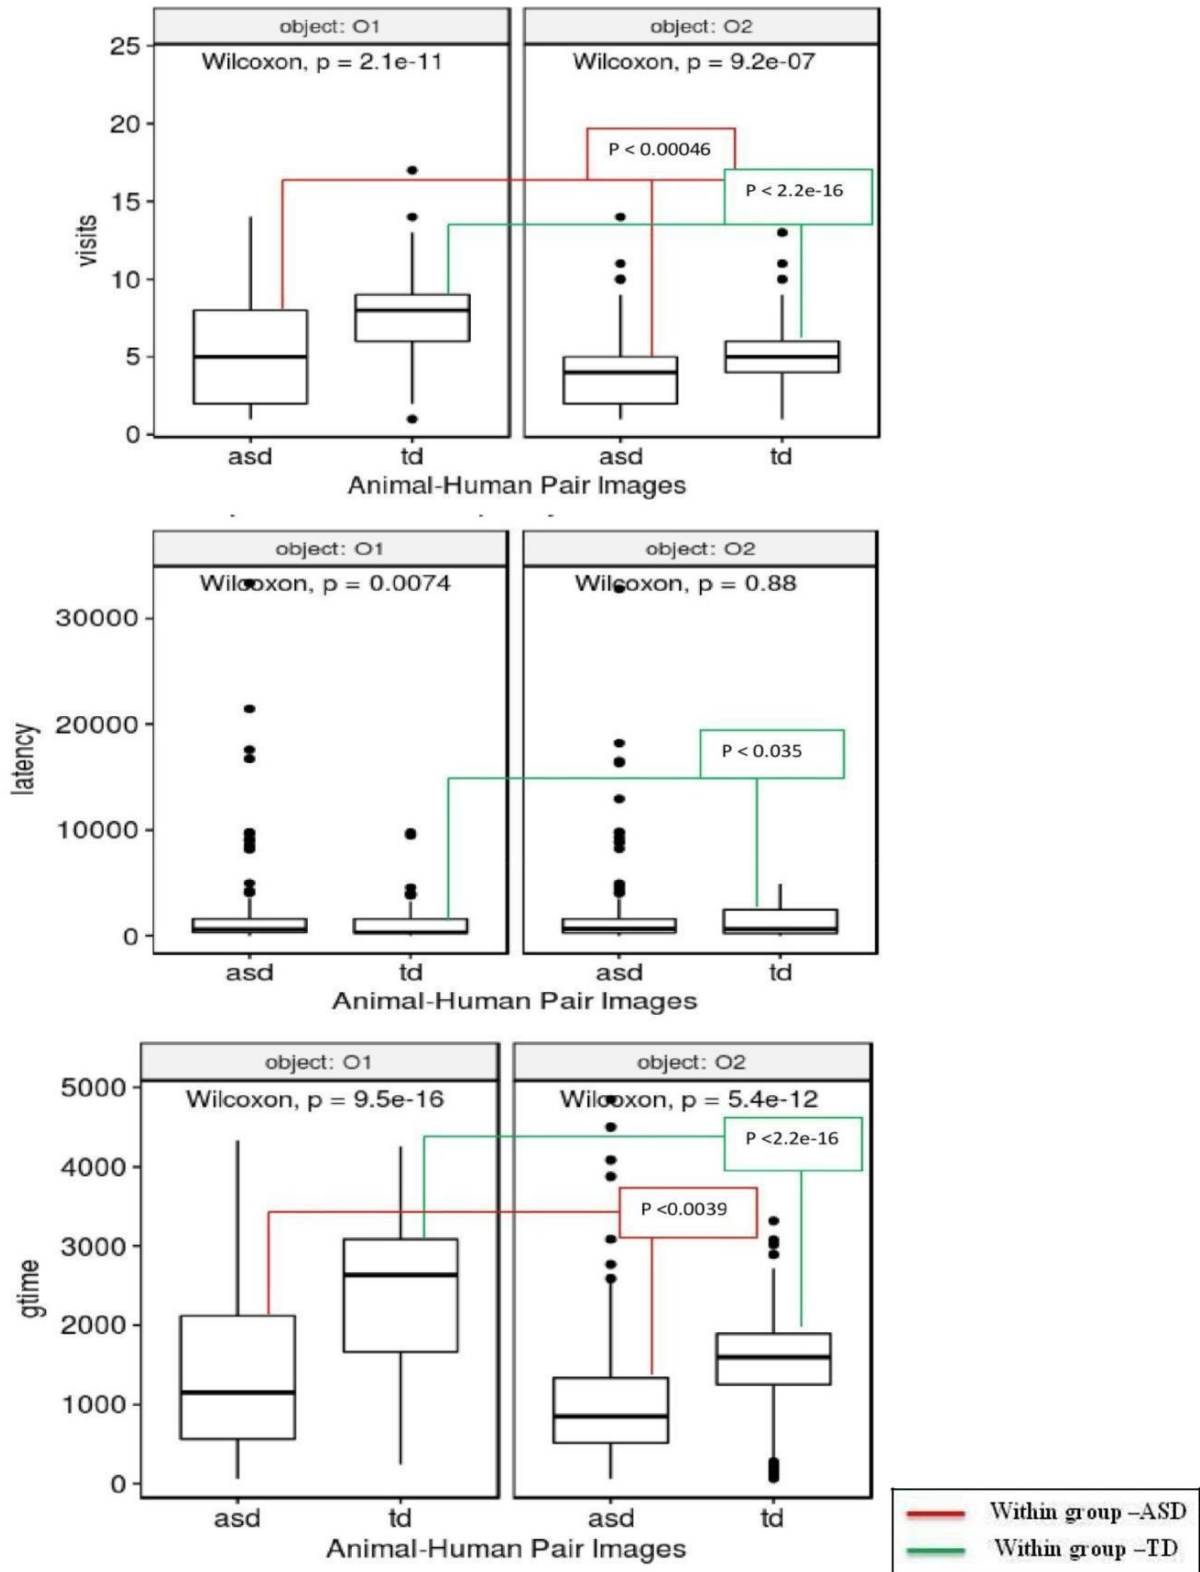 object: O1
object: O2
Wilcoxon, p = 2.1e-11
Wilcoxon, p = 9.2e-07
P < 0.00046
P < 2.2e-16
25
20
15
10
5
0
visits
asd
td
asd
td
Animal-Human Pair Images
object: O1
object: O2
Wilcoxon, p = 0.0074
Wilcoxon, p = 0.88
P < 0.035
30000
20000
10000
0
latency
asd
td
asd
td
Animal-Human Pair Images
object: O1
object: O2
Wilcoxon, p = 9.5e-16
Wilcoxon, p = 5.4e-12
P <2.2e-16
P <0.0039
5000
4000
3000
2000
1000
0
gtime
asd
td
asd
td
Animal-Human Pair Images
Within group –ASD
Within group –TD